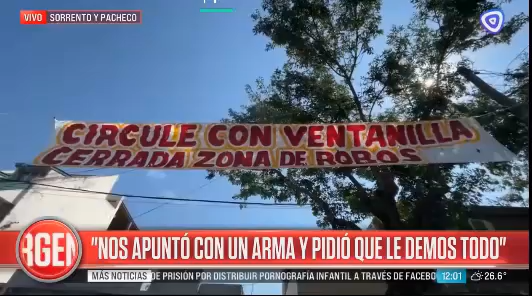 VIVO SORRENTO Y PACHECO
CIRCULE CON VENTANILLA
CERRADA ZONA DE ROBOS
RGEN
"NOS APUNTÓ CON UN ARMA Y PIDIÓ QUE LE DEMOS TODO"
MÁS NOTICIAS DE PRISIÓN POR DISTRIBUIR PORNOGRAFÍA INFANTIL A TRAVÉS DE FACEBO 12:01 26.6°